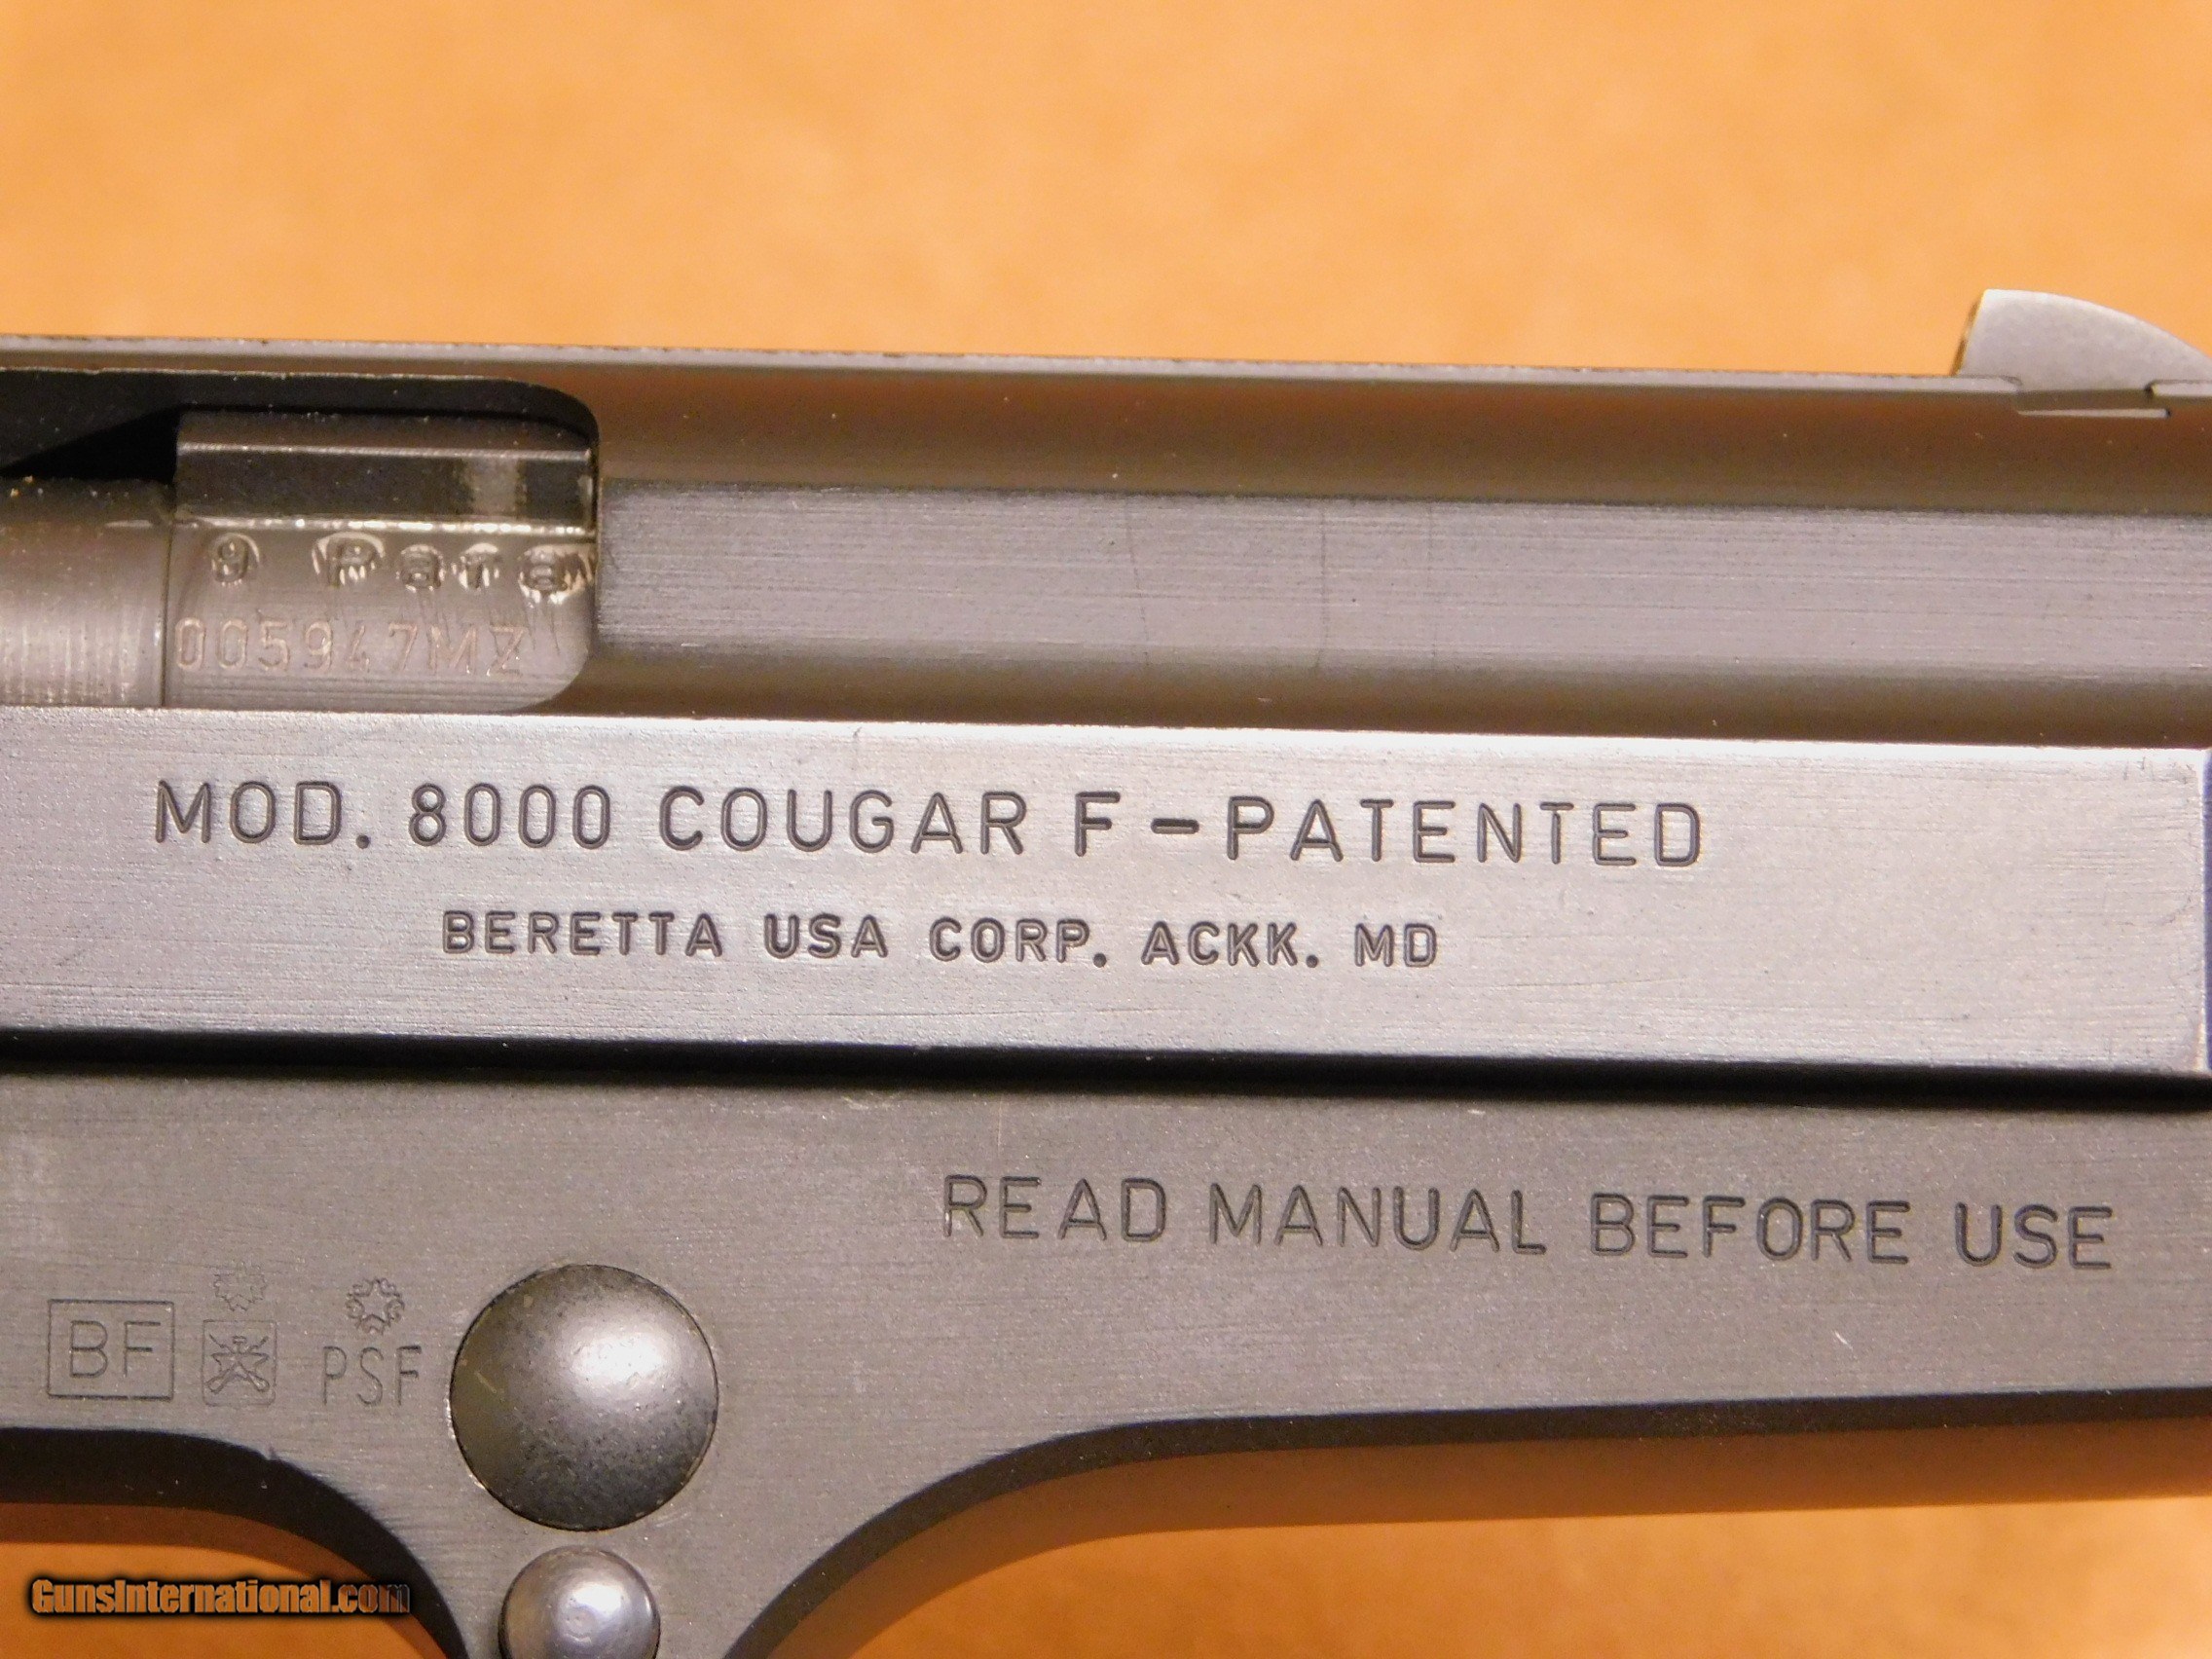 9 Para
005947MZ
MOD. 8000 COUGAR F-PATENTED
BERETTA USA CORP. ACKK. MD
READ MANUAL BEFORE USE
BF
PSF
GunsInternational.com